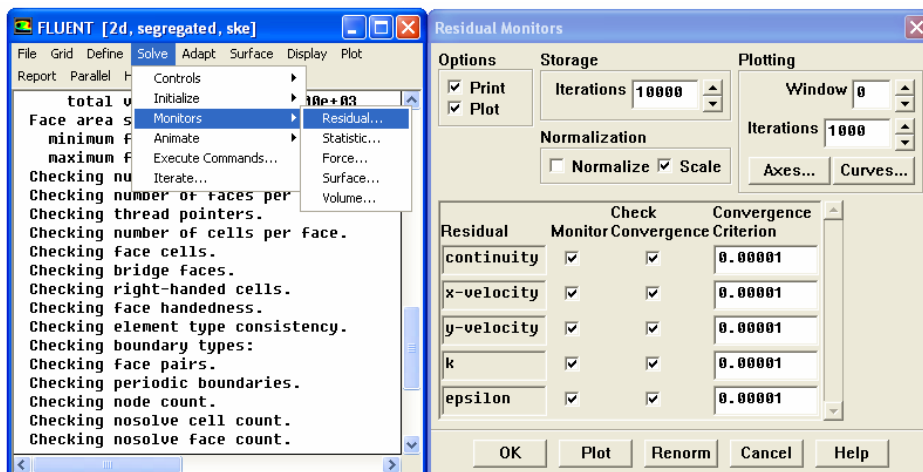 FLUENT [2d, segregated, ske]
File Grid Define Solve Adapt Surface Display Plot
Report Parallel
Controls
Initialize
Monitors
Animate
Execute Commands...
Iterate...
Residual...
Statistic...
Force...
Surface...
Volume...
total
Face area
minimum
maximum
Checking
Checking number of faces per
Checking thread pointers.
Checking number of cells per face.
Checking face cells.
Checking bridge faces.
Checking right-handed cells.
Checking face handedness.
Checking element type consistency.
Checking boundary types:
Checking face pairs.
Checking periodic boundaries.
Checking node count.
Checking nosolve cell count.
Checking nosolve face count.
Residual Monitors
Options
Print
Plot
Storage
Iterations 10000
Normalization
Normalize Scale
Plotting
Window 0
Iterations 1000
Axes... Curves...
Check Convergence
Residual Monitor Convergence Criterion
continuity 0.00001
x-velocity 0.00001
y-velocity 0.00001
k 0.00001
epsilon 0.00001
OK Plot Renorm Cancel Help